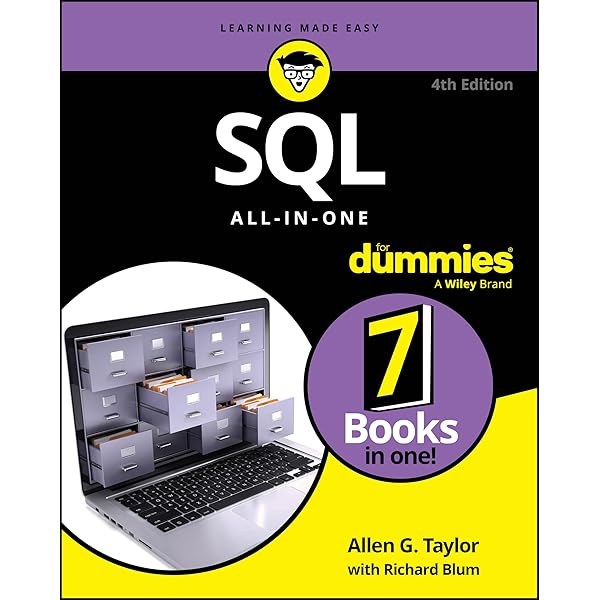 LEARNING MADE EASY
4th Edition
SQL
ALL-IN-ONE
for
dummies®
A Wiley Brand
7
Books
in one!
Allen G. Taylor
with Richard Blum